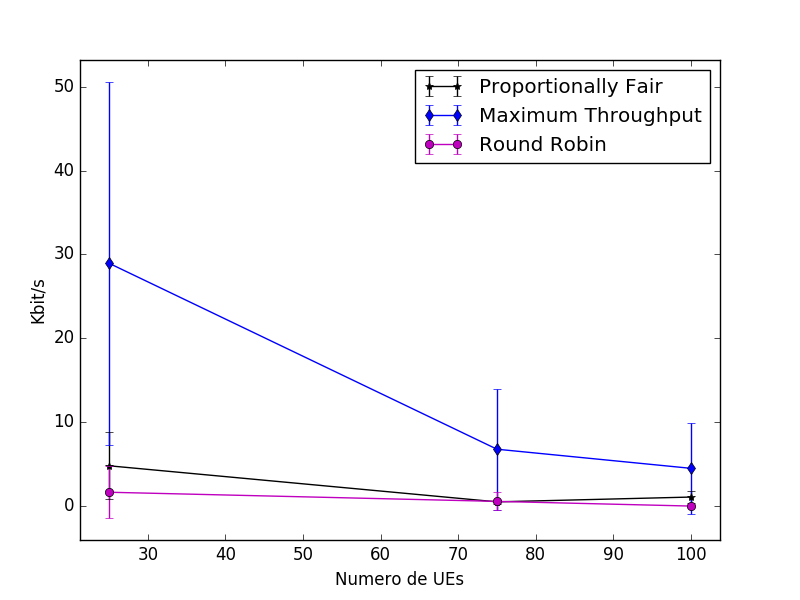 Proportionally Fair
Maximum Throughput
Round Robin
50
40
30
20
10
0
Kbit/s
30 40 50 60 70 80 90 100
Numero de UEs